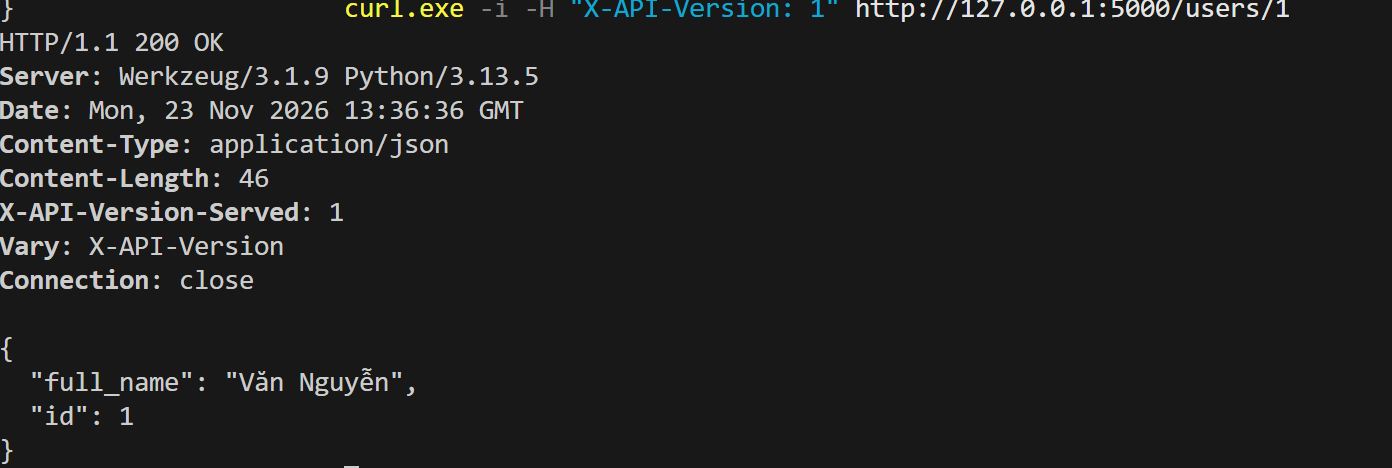 }                      curl.exe -i -H "X-API-Version: 1" http://127.0.0.1:5000/users/1
HTTP/1.1 200 OK
Server: Werkzeug/3.1.9 Python/3.13.5
Date: Mon, 23 Nov 2026 13:36:36 GMT
Content-Type: application/json
Content-Length: 46
X-API-Version-Served: 1
Vary: X-API-Version
Connection: close

{
  "full_name": "Văn Nguyễn",
  "id": 1
}